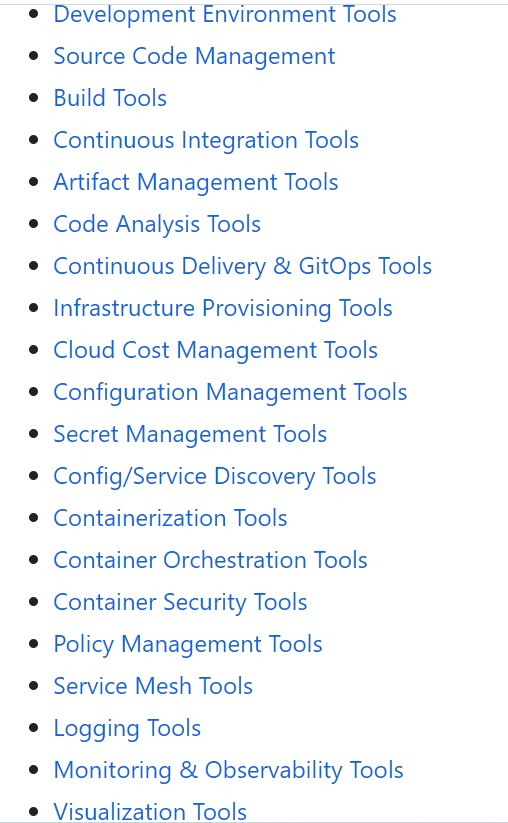 Development Environment Tools
Source Code Management
Build Tools
Continuous Integration Tools
Artifact Management Tools
Code Analysis Tools
Continuous Delivery & GitOps Tools
Infrastructure Provisioning Tools
Cloud Cost Management Tools
Configuration Management Tools
Secret Management Tools
Config/Service Discovery Tools
Containerization Tools
Container Orchestration Tools
Container Security Tools
Policy Management Tools
Service Mesh Tools
Logging Tools
Monitoring & Observability Tools
Visualization Tools